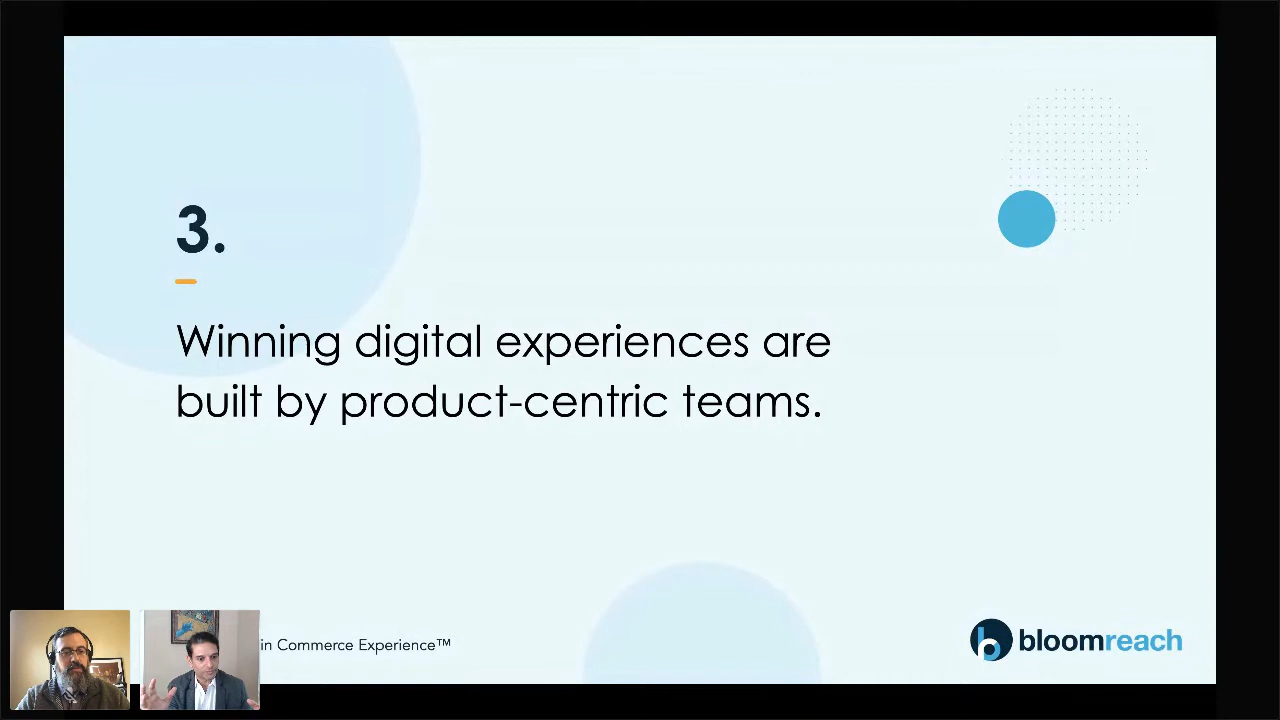 3.
Winning digital experiences are
built by product-centric teams.
in Commerce Experience™
bloomreach